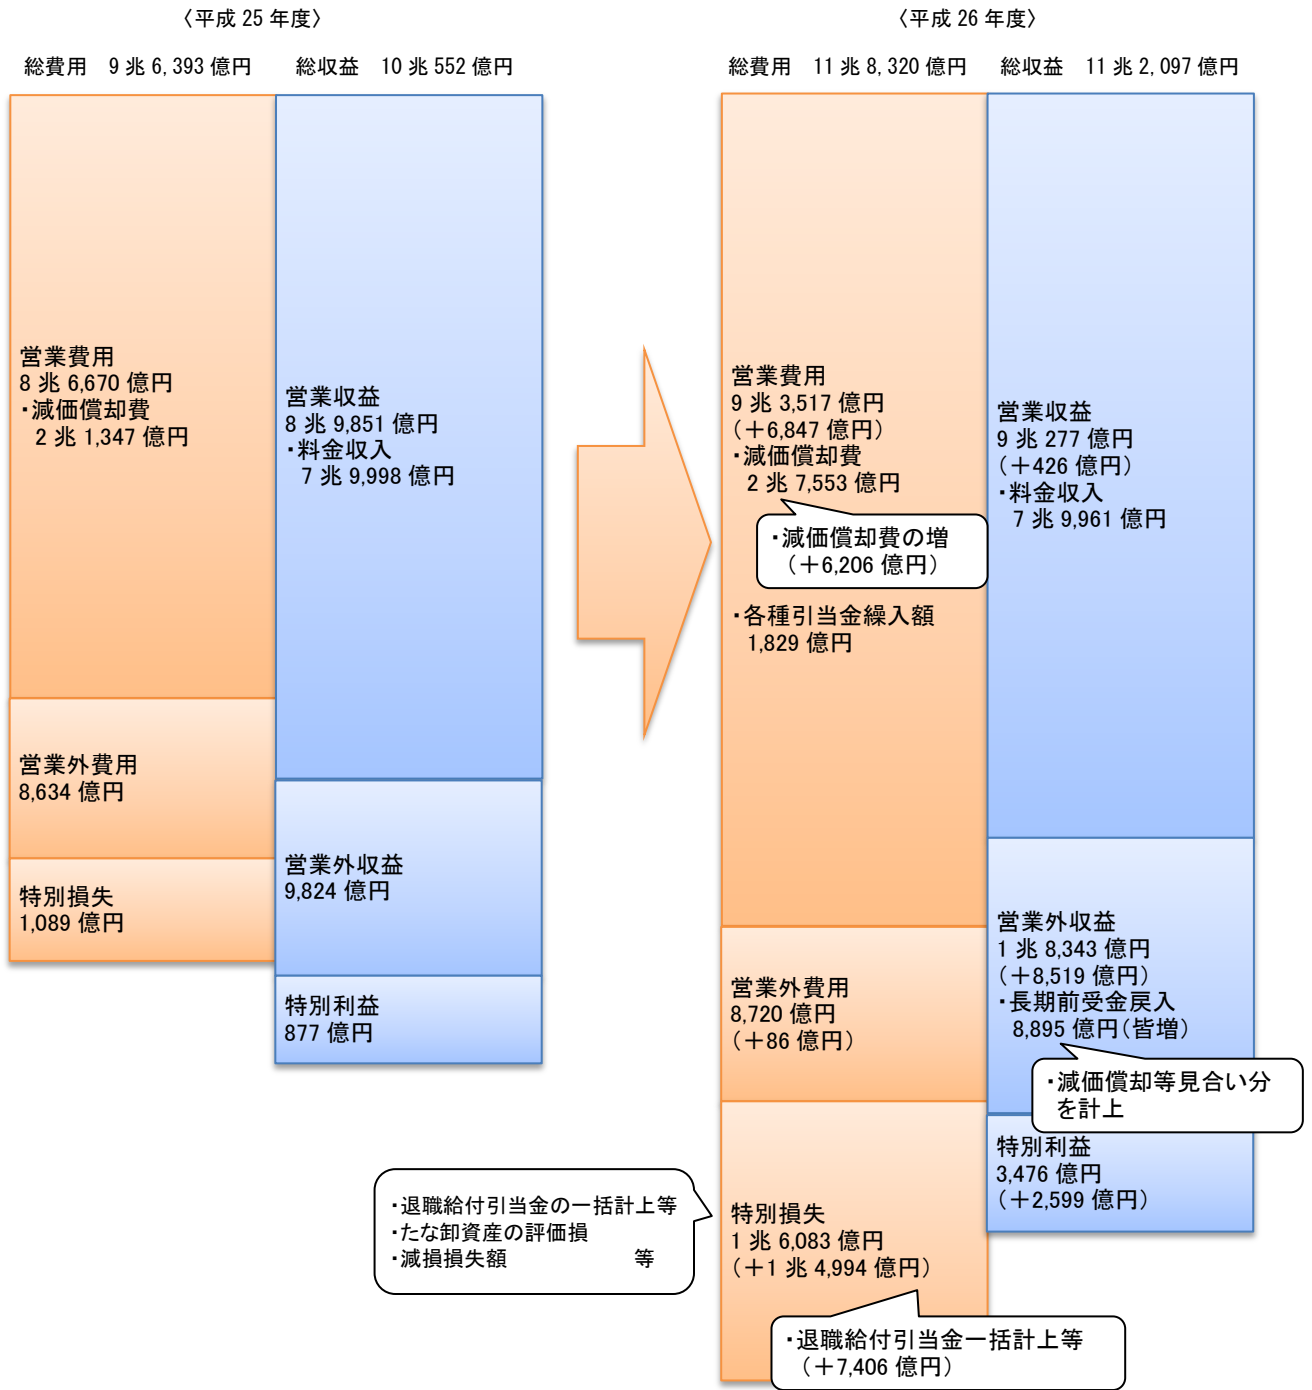 〈平成 25 年度〉
総費用　9 兆 6,393 億円　総収益　10 兆 552 億円
営業費用
8 兆 6,670 億円
・減価償却費
2 兆 1,347 億円
営業外費用
8,634 億円
特別損失
1,089 億円
営業収益
8 兆 9,851 億円
・料金収入
7 兆 9,998 億円
営業外収益
9,824 億円
特別利益
877 億円
〈平成 26 年度〉
総費用　11 兆 8,320 億円　総収益　11 兆 2,097 億円
営業費用
9 兆 3,517 億円
（＋6,847 億円）
・減価償却費
2 兆 7,553 億円
・減価償却費の増
（＋6,206 億円）
・各種引当金繰入額
1,829 億円
営業外費用
8,720 億円
（＋86 億円）
特別損失
1 兆 6,083 億円
（＋1 兆 4,994 億円）
・退職給付引当金一括計上等
（＋7,406 億円）
・退職給付引当金の一括計上等
・たな卸資産の評価損
・減損損失額　　　　　等
営業収益
9 兆 277 億円
（＋426 億円）
・料金収入
7 兆 9,961 億円
営業外収益
1 兆 8,343 億円
（＋8,519 億円）
・長期前受金戻入
8,895 億円（皆増）
・減価償却等見合い分
を計上
特別利益
3,476 億円
（＋2,599 億円）